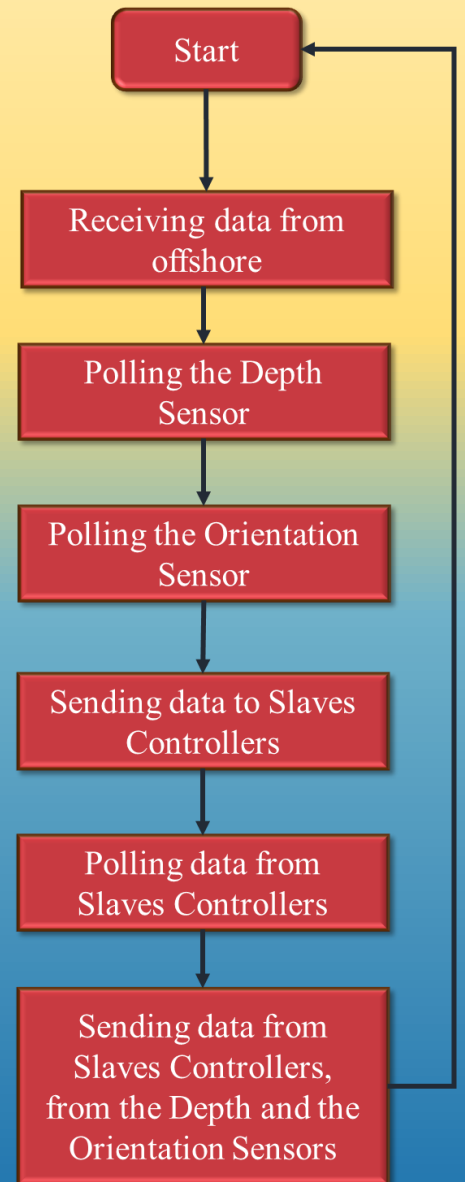 Start
Receiving data from
offshore
Polling the Depth
Sensor
Polling the Orientation
Sensor
Sending data to Slaves
Controllers
Polling data from
Slaves Controllers
Sending data from
Slaves Controllers,
from the Depth and the
Orientation Sensors